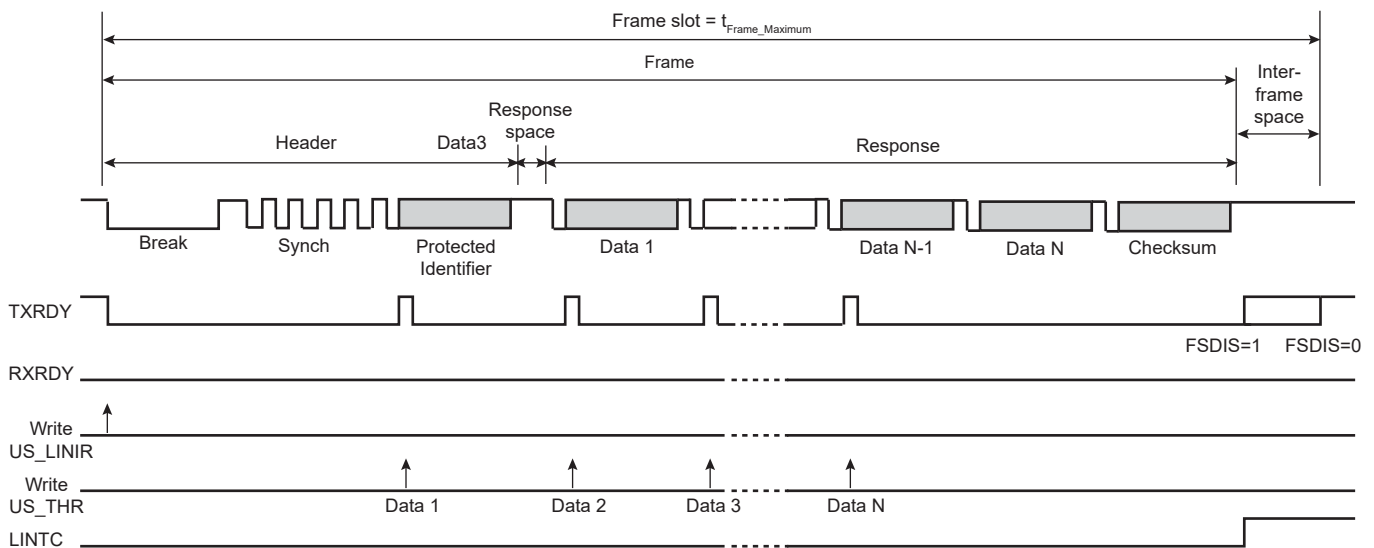 Frame slot = tFrame_Maximum
Frame
Inter-
frame
space
Response
space
Header
Data3
Response
Break
Synch
Protected
Identifier
Data 1
Data N-1
Data N
Checksum
TXRDY
FSDIS=1
FSDIS=0
RXRDY
Write
US_LINIR
Write
US_THR
Data 1
Data 2
Data 3
Data N
LINTC